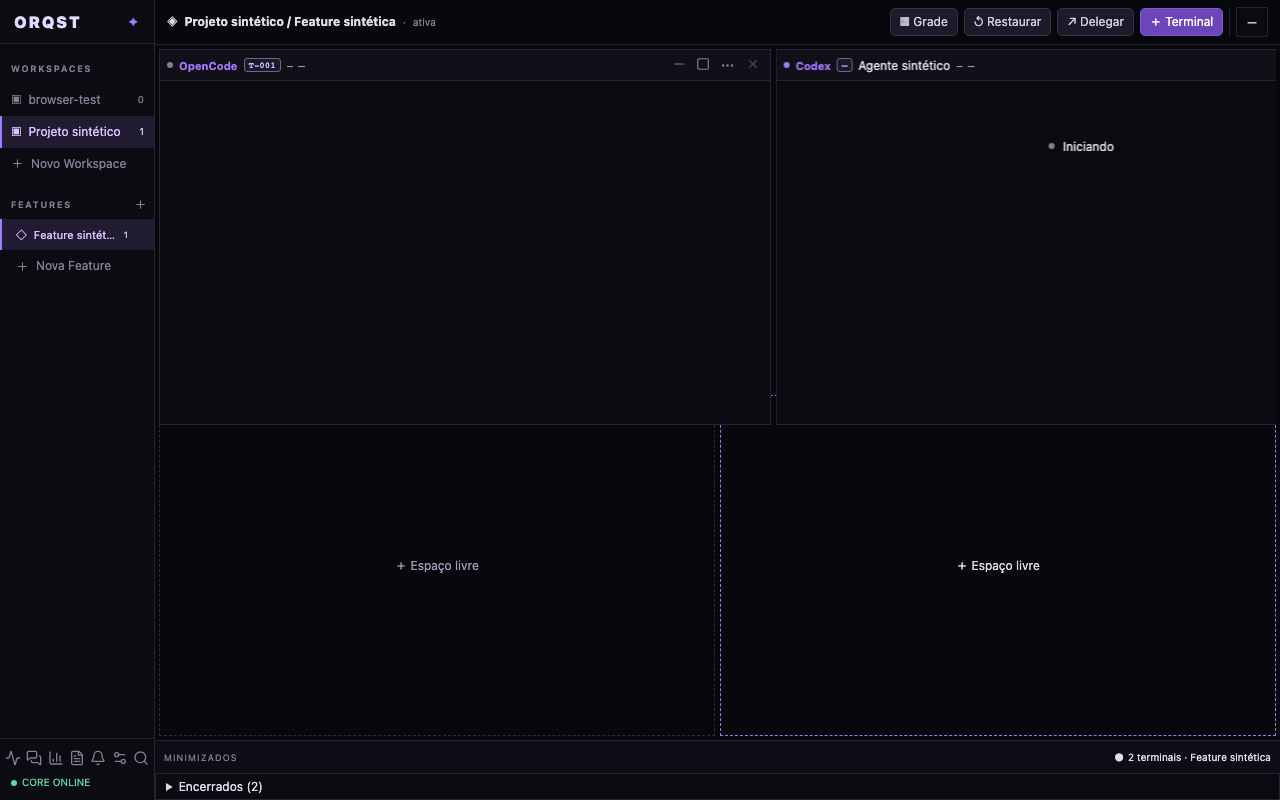 ORQST
Projeto sintético / Feature sintética · ativa
Grade
Restaurar
Delegar
+ Terminal
WORKSPACES
browser-test 0
Projeto sintético 1
+ Novo Workspace
FEATURES +
Feature sintét... 1
+ Nova Feature
OpenCode T-001 – –
Codex – Agente sintético – –
Iniciando
+ Espaço livre
+ Espaço livre
MINIMIZADOS
2 terminais · Feature sintética
CORE ONLINE
Encerrados (2)